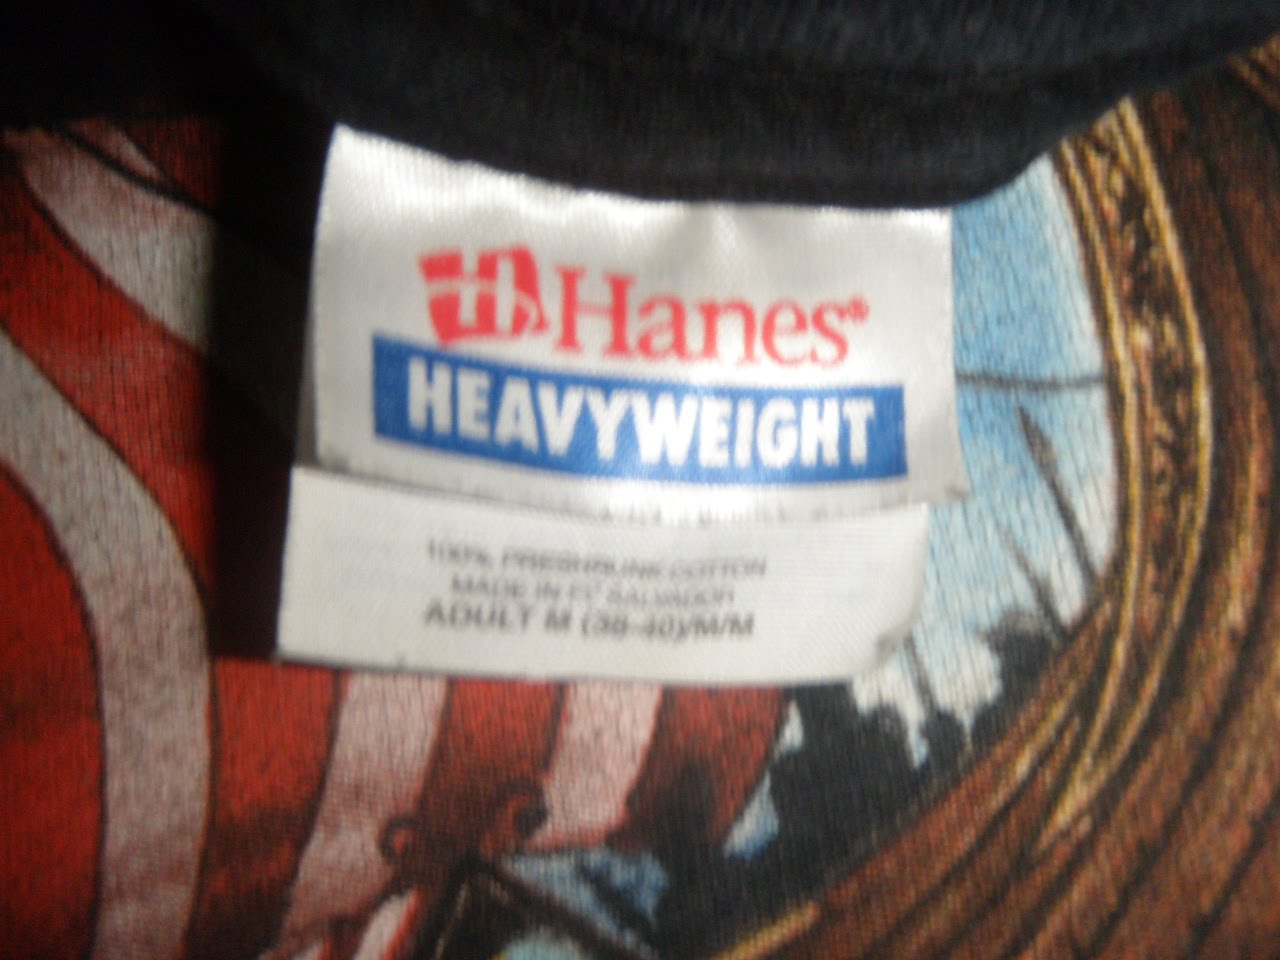 Hanes®
HEAVYWEIGHT
100% PRESHRUNK COTTON
MADE IN EL SALVADOR
ADULT M (38-40)/M/M